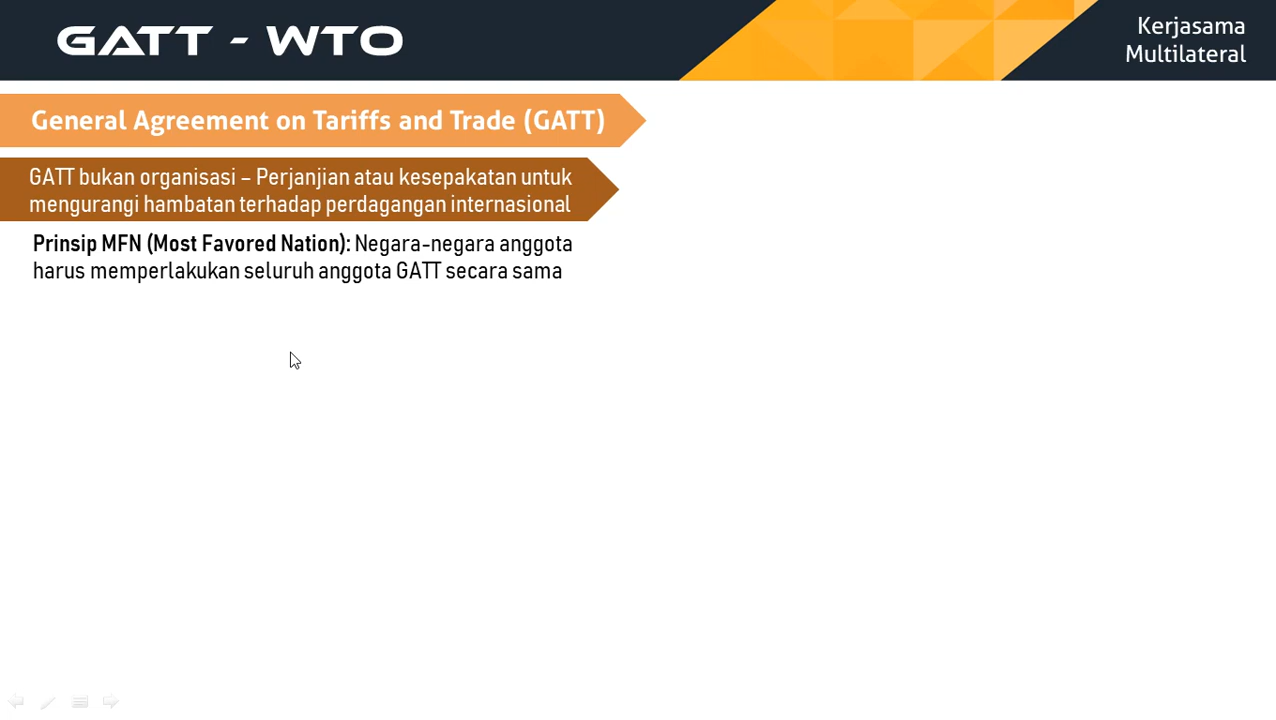 GATT - WTO
Kerjasama
Multilateral
General Agreement on Tariffs and Trade (GATT)
GATT bukan organisasi – Perjanjian atau kesepakatan untuk
mengurangi hambatan terhadap perdagangan internasional
Prinsip MFN (Most Favored Nation): Negara-negara anggota
harus memperlakukan seluruh anggota GATT secara sama